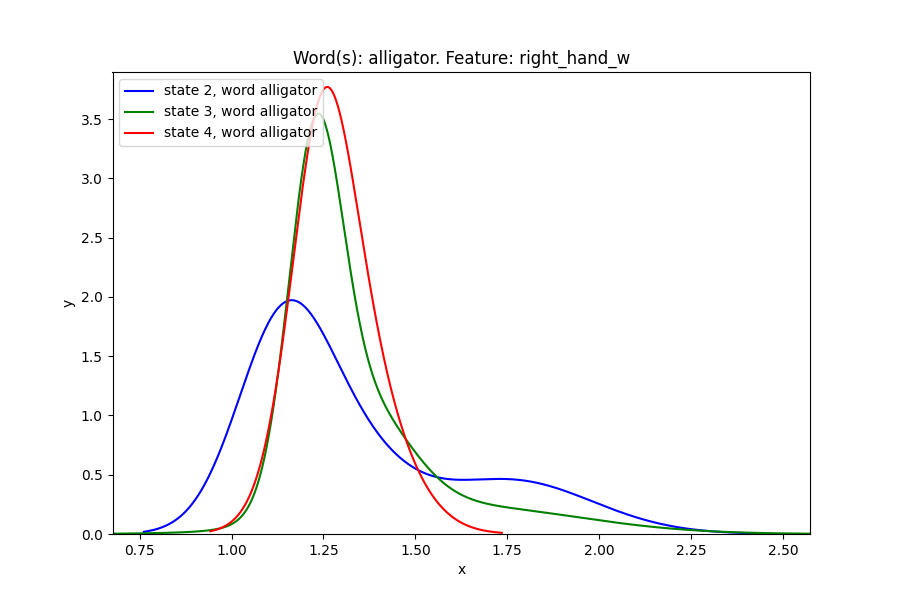 Word(s): alligator. Feature: right_hand_w
state 2, word alligator
state 3, word alligator
state 4, word alligator
y
3.5
3.0
2.5
2.0
1.5
1.0
0.5
0.0
0.75 1.00 1.25 1.50 1.75 2.00 2.25 2.50
x